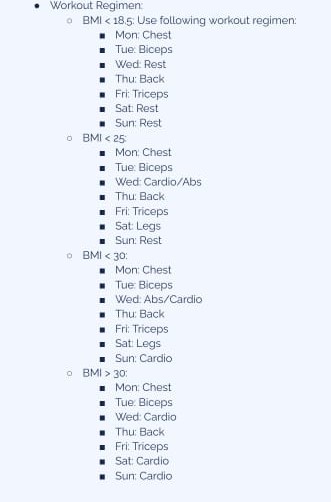 ● Workout Regimen:
○ BMI < 18.5: Use following workout regimen:
■ Mon: Chest
■ Tue: Biceps
■ Wed: Rest
■ Thu: Back
■ Fri: Triceps
■ Sat: Rest
■ Sun: Rest
○ BMI < 25:
■ Mon: Chest
■ Tue: Biceps
■ Wed: Cardio/Abs
■ Thu: Back
■ Fri: Triceps
■ Sat: Legs
■ Sun: Rest
○ BMI < 30:
■ Mon: Chest
■ Tue: Biceps
■ Wed: Abs/Cardio
■ Thu: Back
■ Fri: Triceps
■ Sat: Legs
■ Sun: Cardio
○ BMI > 30:
■ Mon: Chest
■ Tue: Biceps
■ Wed: Cardio
■ Thu: Back
■ Fri: Triceps
■ Sat: Cardio
■ Sun: Cardio